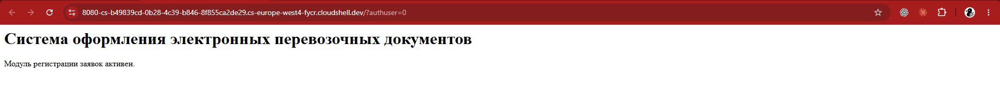 8080-cs-b49839cd-0b28-4c39-b846-8f855ca2de29.cs-europe-west4-fycr.cloudshell.dev/?authuser=0
Система оформления электронных перевозочных документов
Модуль регистрации заявок активен.